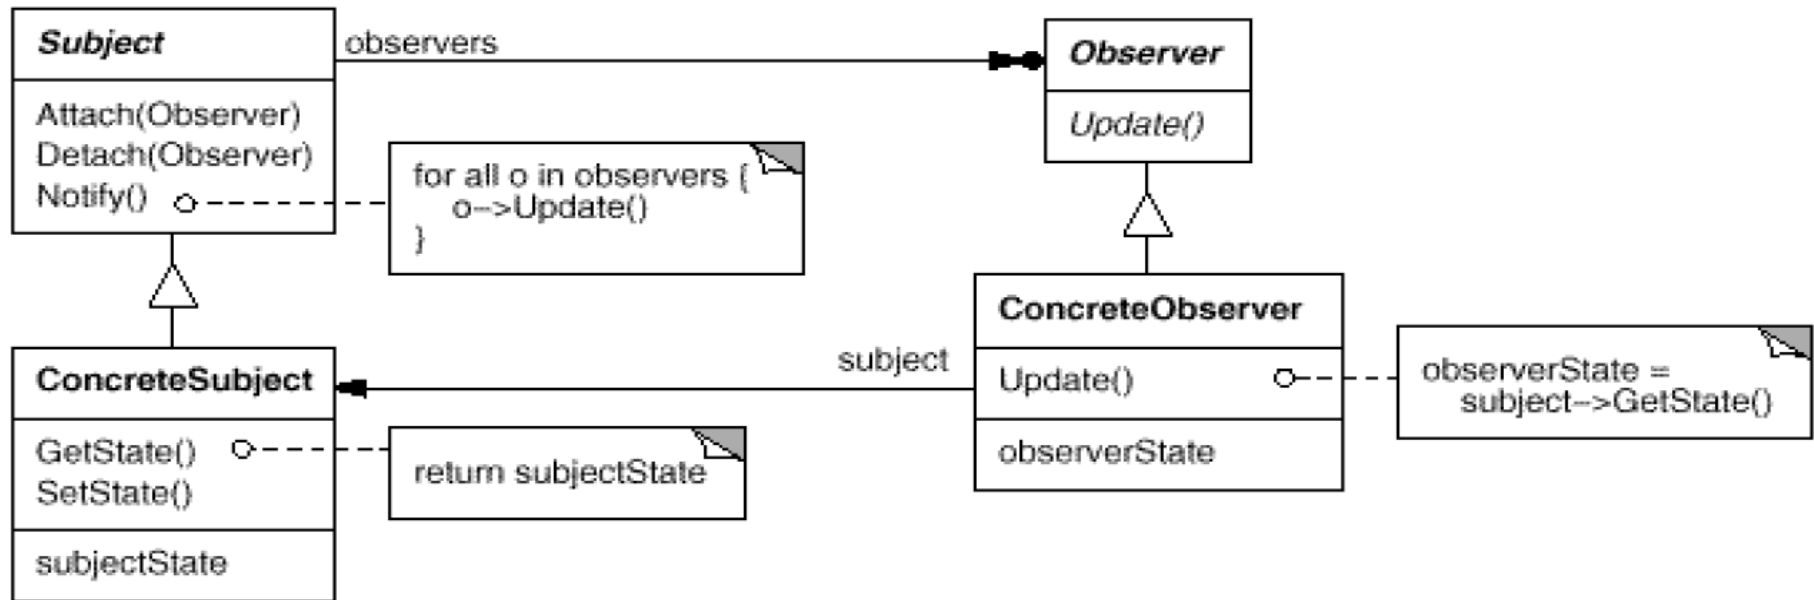 Subject
Attach(Observer)
Detach(Observer)
Notify()
observers
for all o in observers {
o->Update()
}
Observer
Update()
ConcreteSubject
GetState()
SetState()
subjectState
return subjectState
subject
ConcreteObserver
Update()
observerState
observerState =
subject->GetState()